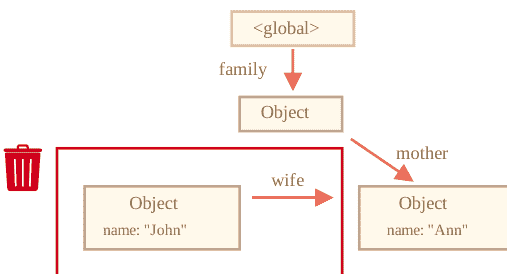 <global>
family
Object
mother
wife
Object
name: "John"
Object
name: "Ann"